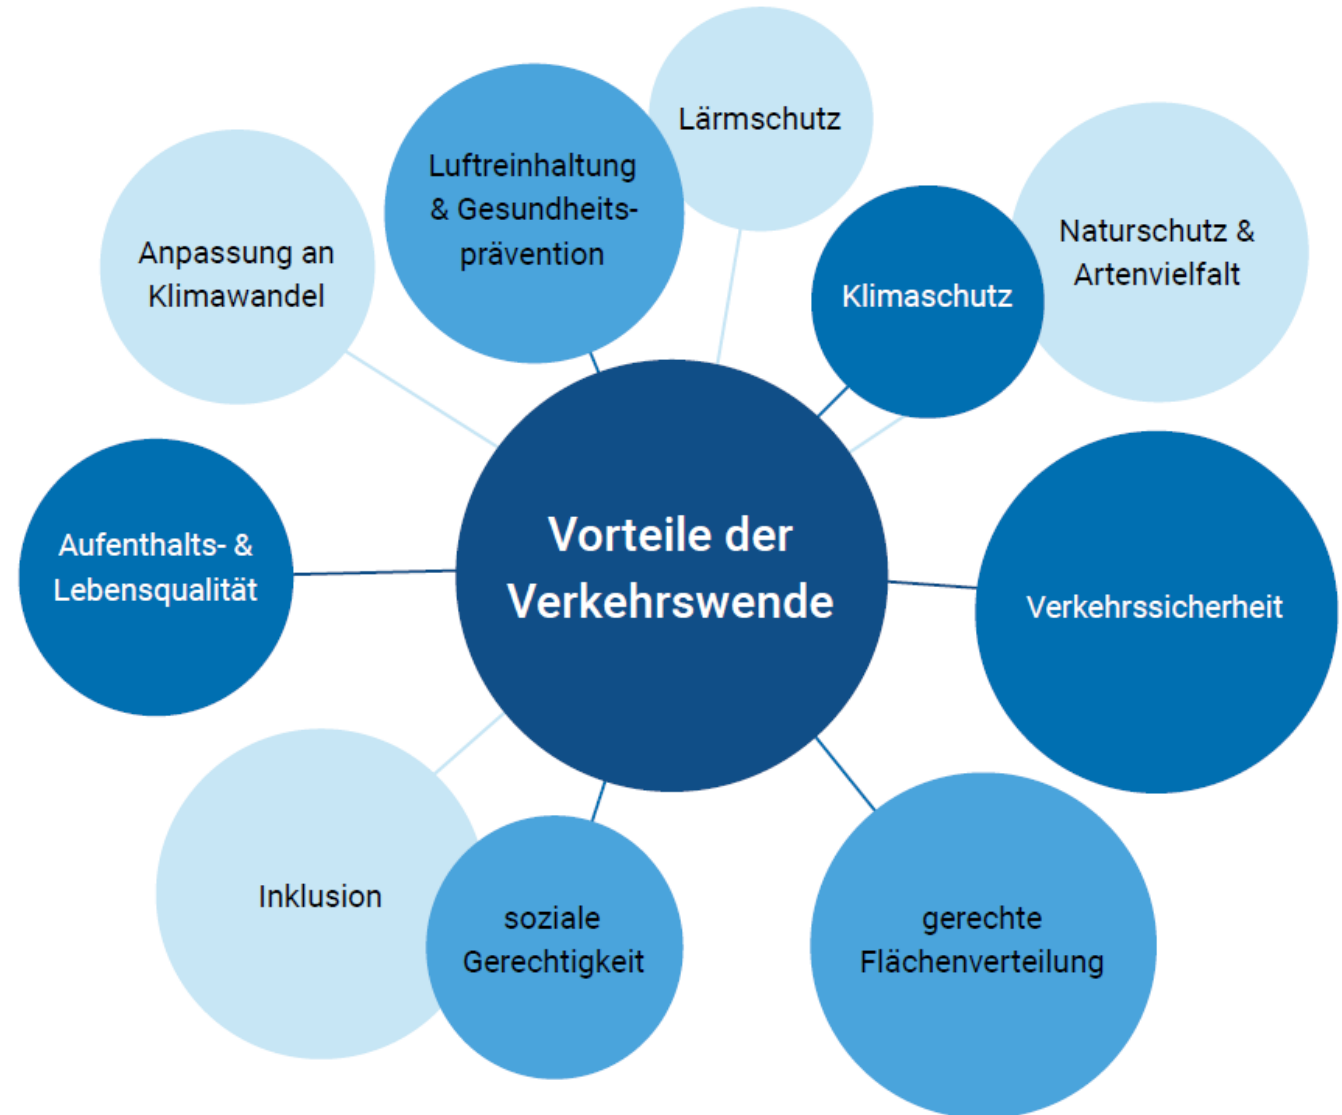 Lärmschutz
Luftreinhaltung
& Gesundheits-
prävention
Naturschutz &
Artenvielfalt
Anpassung an
Klimawandel
Klimaschutz
Vorteile der
Verkehrswende
Aufenthalts- &
Lebensqualität
Verkehrssicherheit
Inklusion
soziale
Gerechtigkeit
gerechte
Flächenverteilung